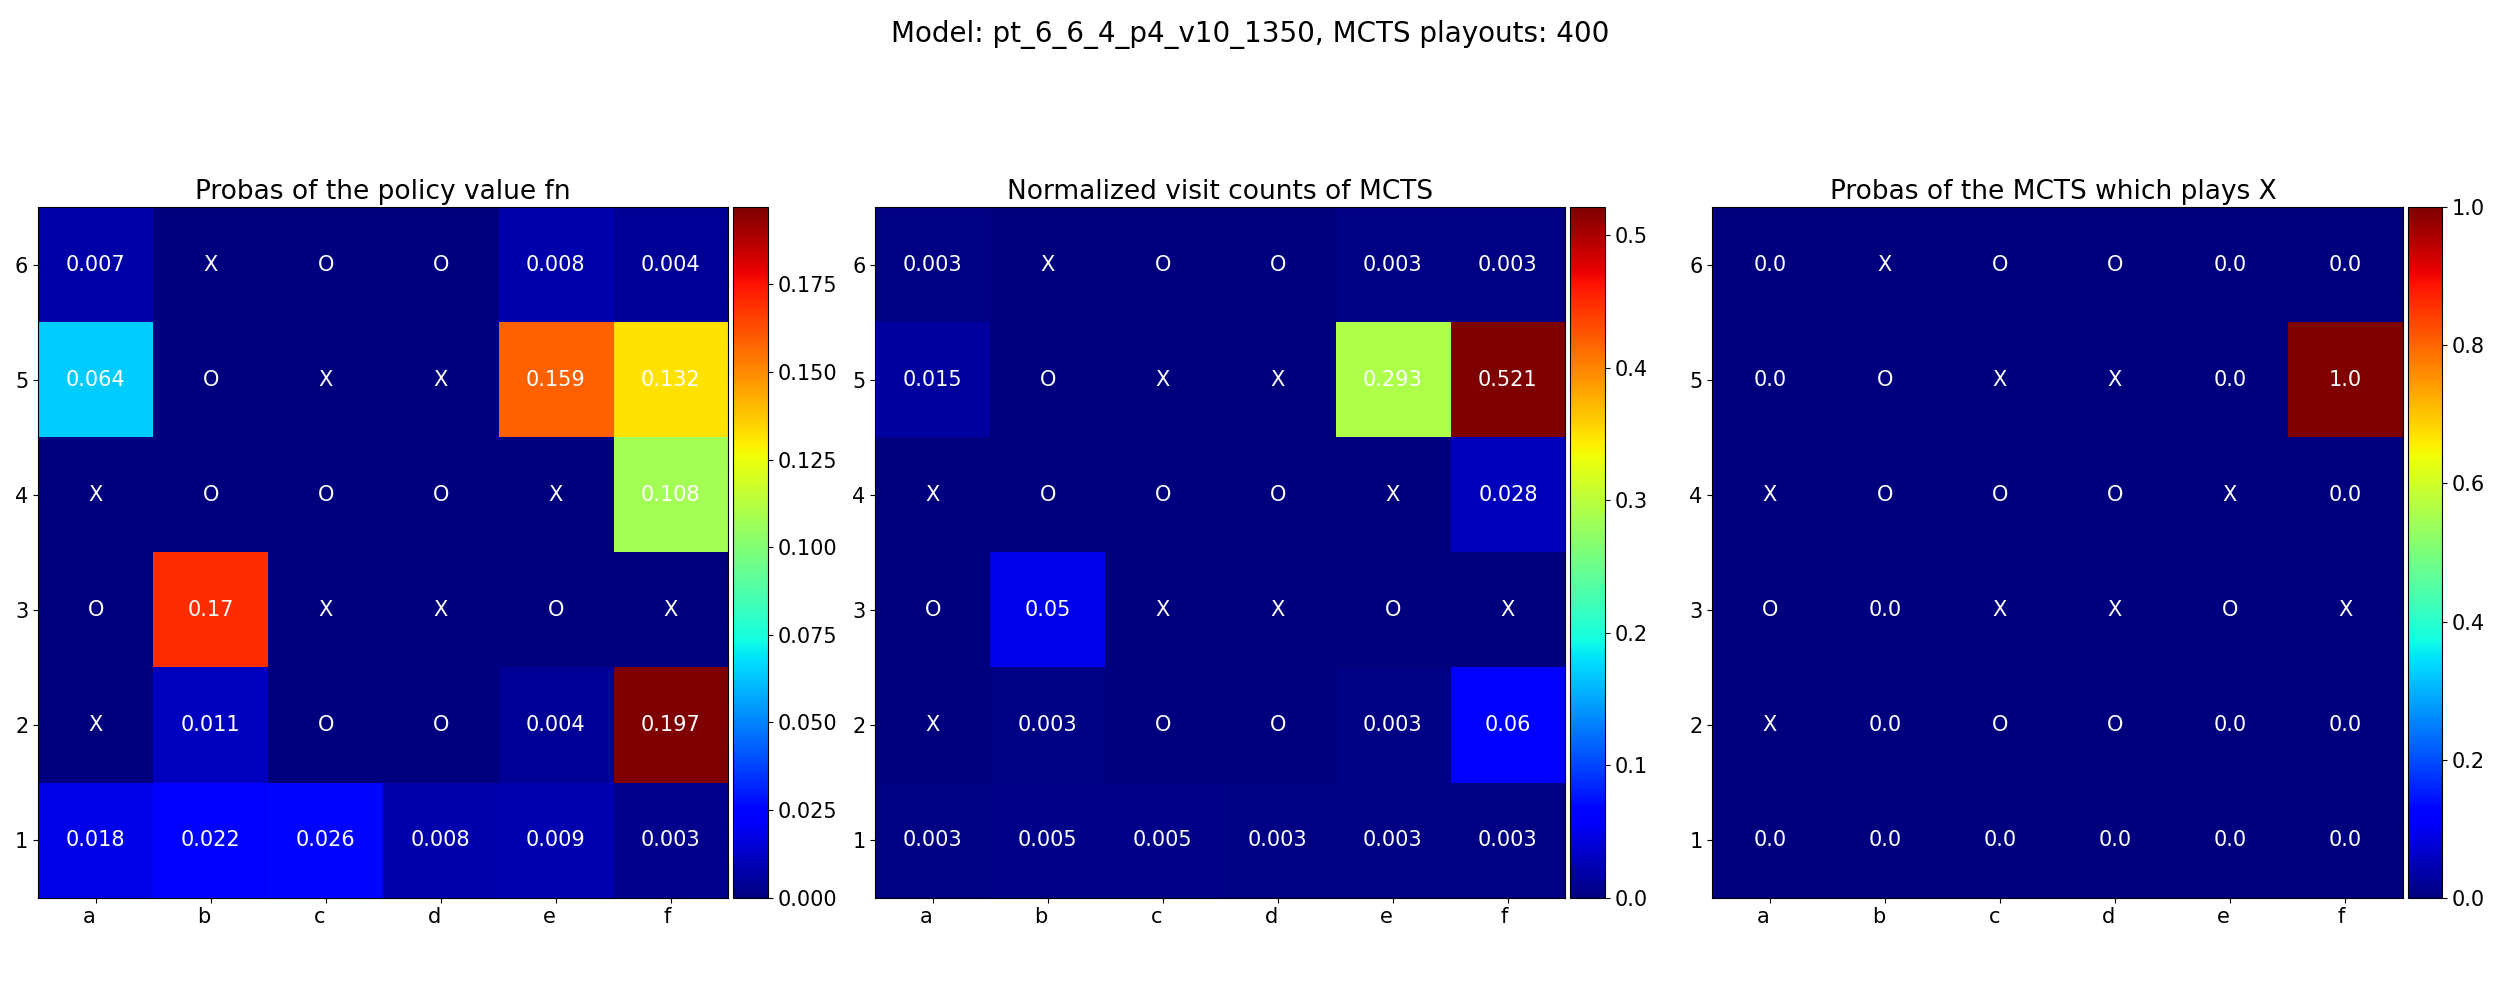 Model: pt_6_6_4_p4_v10_1350, MCTS playouts: 400
Probas of the policy value fn
6 0.007 X O O 0.008 0.004
5 0.064 O X X 0.159 0.132
4 X O O O X 0.108
3 O 0.17 X X O X
2 X 0.011 O O 0.004 0.197
1 0.018 0.022 0.026 0.008 0.009 0.003
a b c d e f
0.175
0.150
0.125
0.100
0.075
0.050
0.025
0.000
Normalized visit counts of MCTS
6 0.003 X O O 0.003 0.003
5 0.015 O X X 0.293 0.521
4 X O O O X 0.028
3 O 0.05 X X O X
2 X 0.003 O O 0.003 0.06
1 0.003 0.005 0.005 0.003 0.003 0.003
a b c d e f
0.5
0.4
0.3
0.2
0.1
0.0
Probas of the MCTS which plays X
6 0.0 X O O 0.0 0.0
5 0.0 O X X 0.0 1.0
4 X O O O X 0.0
3 O 0.0 X X O X
2 X 0.0 O O 0.0 0.0
1 0.0 0.0 0.0 0.0 0.0 0.0
a b c d e f
1.0
0.8
0.6
0.4
0.2
0.0